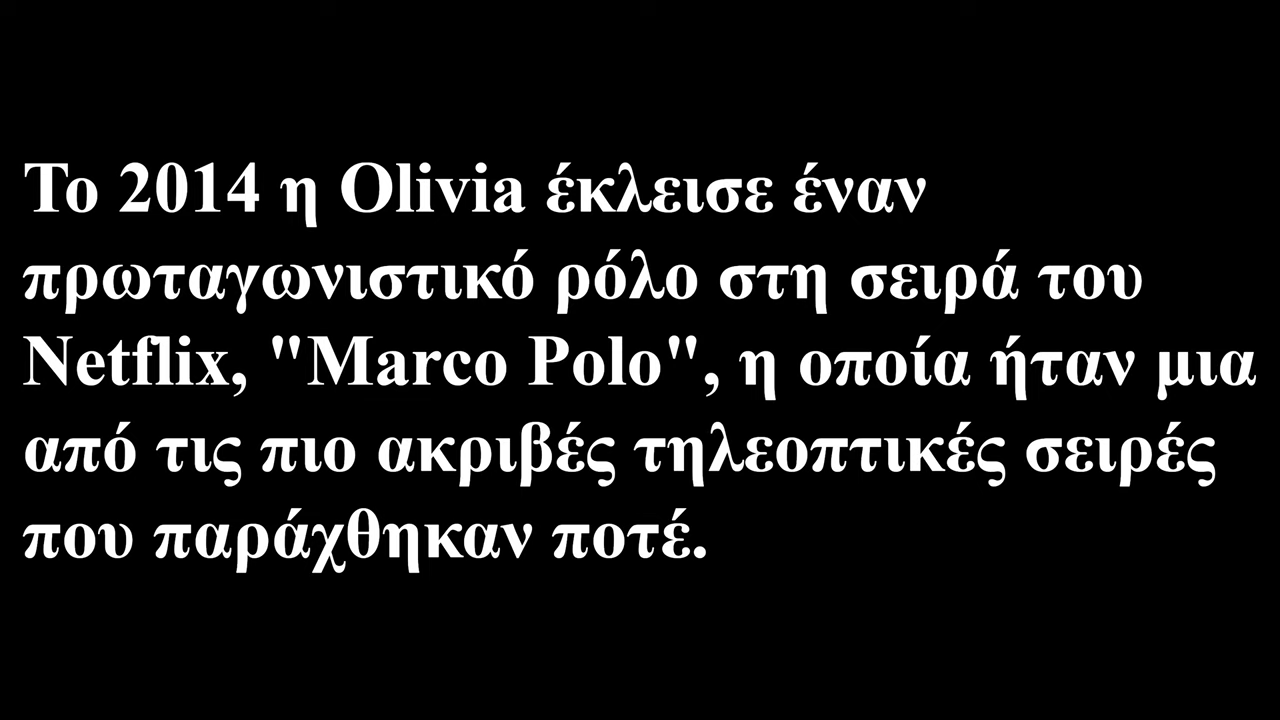 Το 2014 η Olivia έκλεισε έναν
πρωταγωνιστικό ρόλο στη σειρά του
Netflix, "Marco Polo", η οποία ήταν μια
από τις πιο ακριβές τηλεοπτικές σειρές
που παράχθηκαν ποτέ.